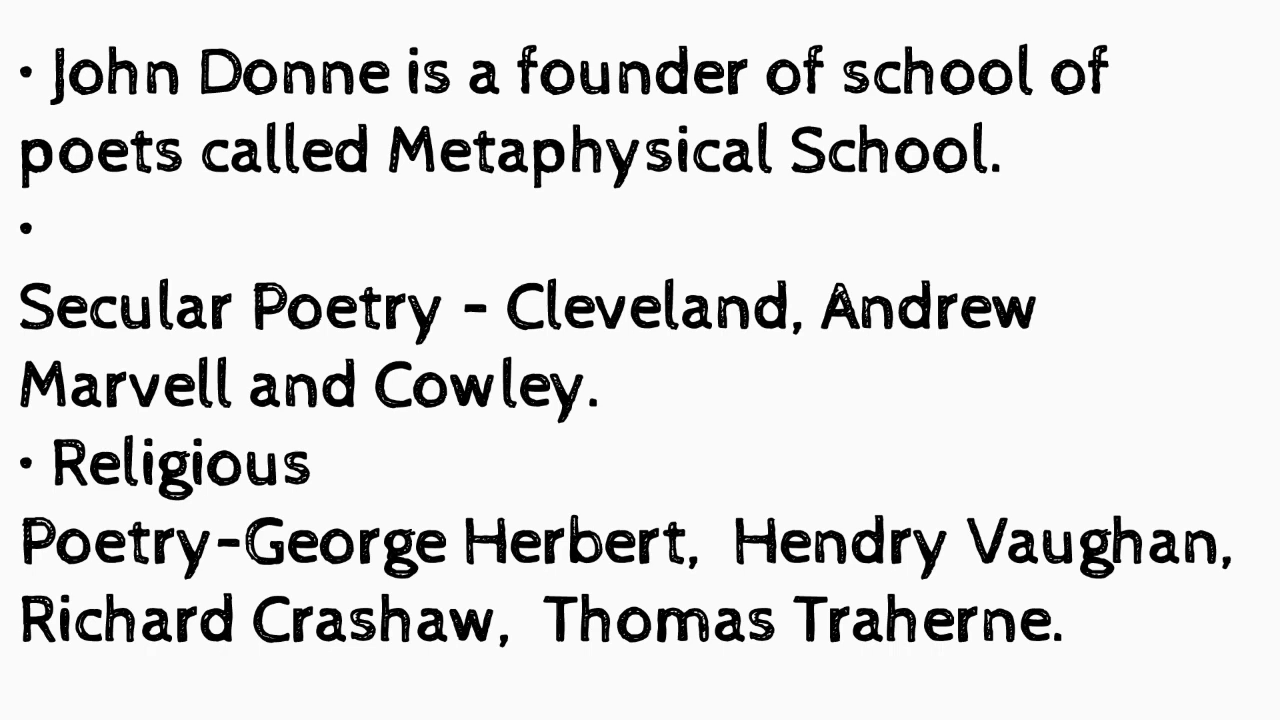 • John Donne is a founder of school of
poets called Metaphysical School.
•
Secular Poetry - Cleveland, Andrew
Marvell and Cowley.
• Religious
Poetry-George Herbert,  Hendry Vaughan,
Richard Crashaw,  Thomas Traherne.